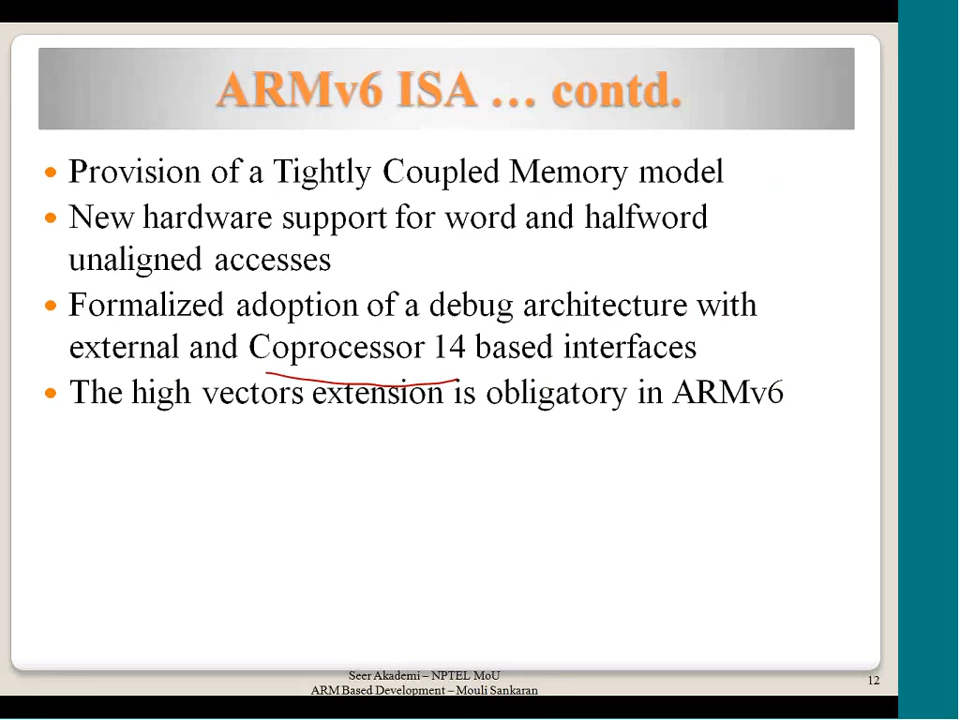 ARMv6 ISA … contd.
• Provision of a Tightly Coupled Memory model
• New hardware support for word and halfword
unaligned accesses
• Formalized adoption of a debug architecture with
external and Coprocessor 14 based interfaces
• The high vectors extension is obligatory in ARMv6
Seer Akademi – NPTEL MoU
ARM Based Development – Mouli Sankaran
12